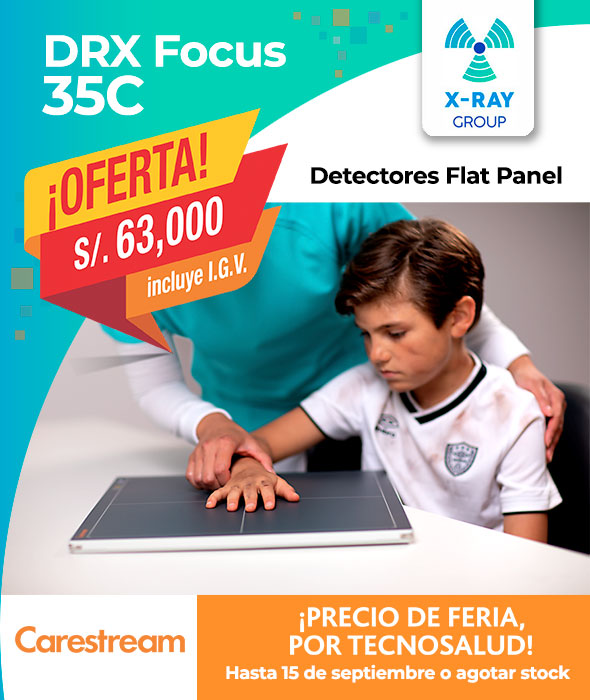 DRX Focus
35C
X-RAY
GROUP
¡OFERTA!
S/. 63,000
incluye I.G.V.
Detectores Flat Panel
Carestream
¡PRECIO DE FERIA,
POR TECNOSALUD!
Hasta 15 de septiembre o agotar stock